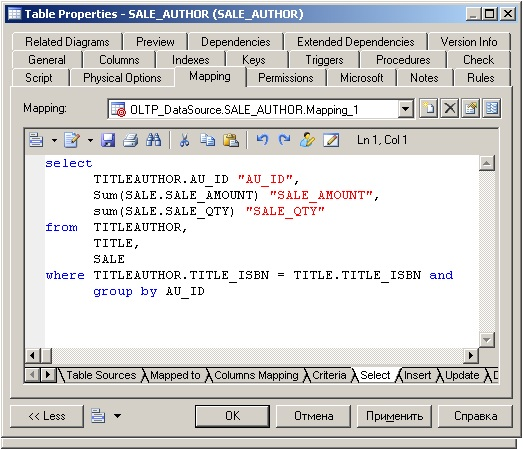 Table Properties - SALE_AUTHOR (SALE_AUTHOR)
Related Diagrams Preview Dependencies Extended Dependencies Version Info
General Columns Indexes Keys Triggers Procedures Check
Script Physical Options Mapping Permissions Microsoft Notes Rules
Mapping: OLTP_DataSource.SALE_AUTHOR.Mapping_1
Ln 1, Col 1
select
TITLEAUTHOR.AU_ID "AU_ID",
Sum(SALE.SALE_AMOUNT) "SALE_AMOUNT",
sum(SALE.SALE_QTY) "SALE_QTY"
from TITLEAUTHOR,
TITLE,
SALE
where TITLEAUTHOR.TITLE_ISBN = TITLE.TITLE_ISBN and
group by AU_ID
Table Sources Mapped to Columns Mapping Criteria Select Insert Update
<< Less OK Отмена Применить Справка